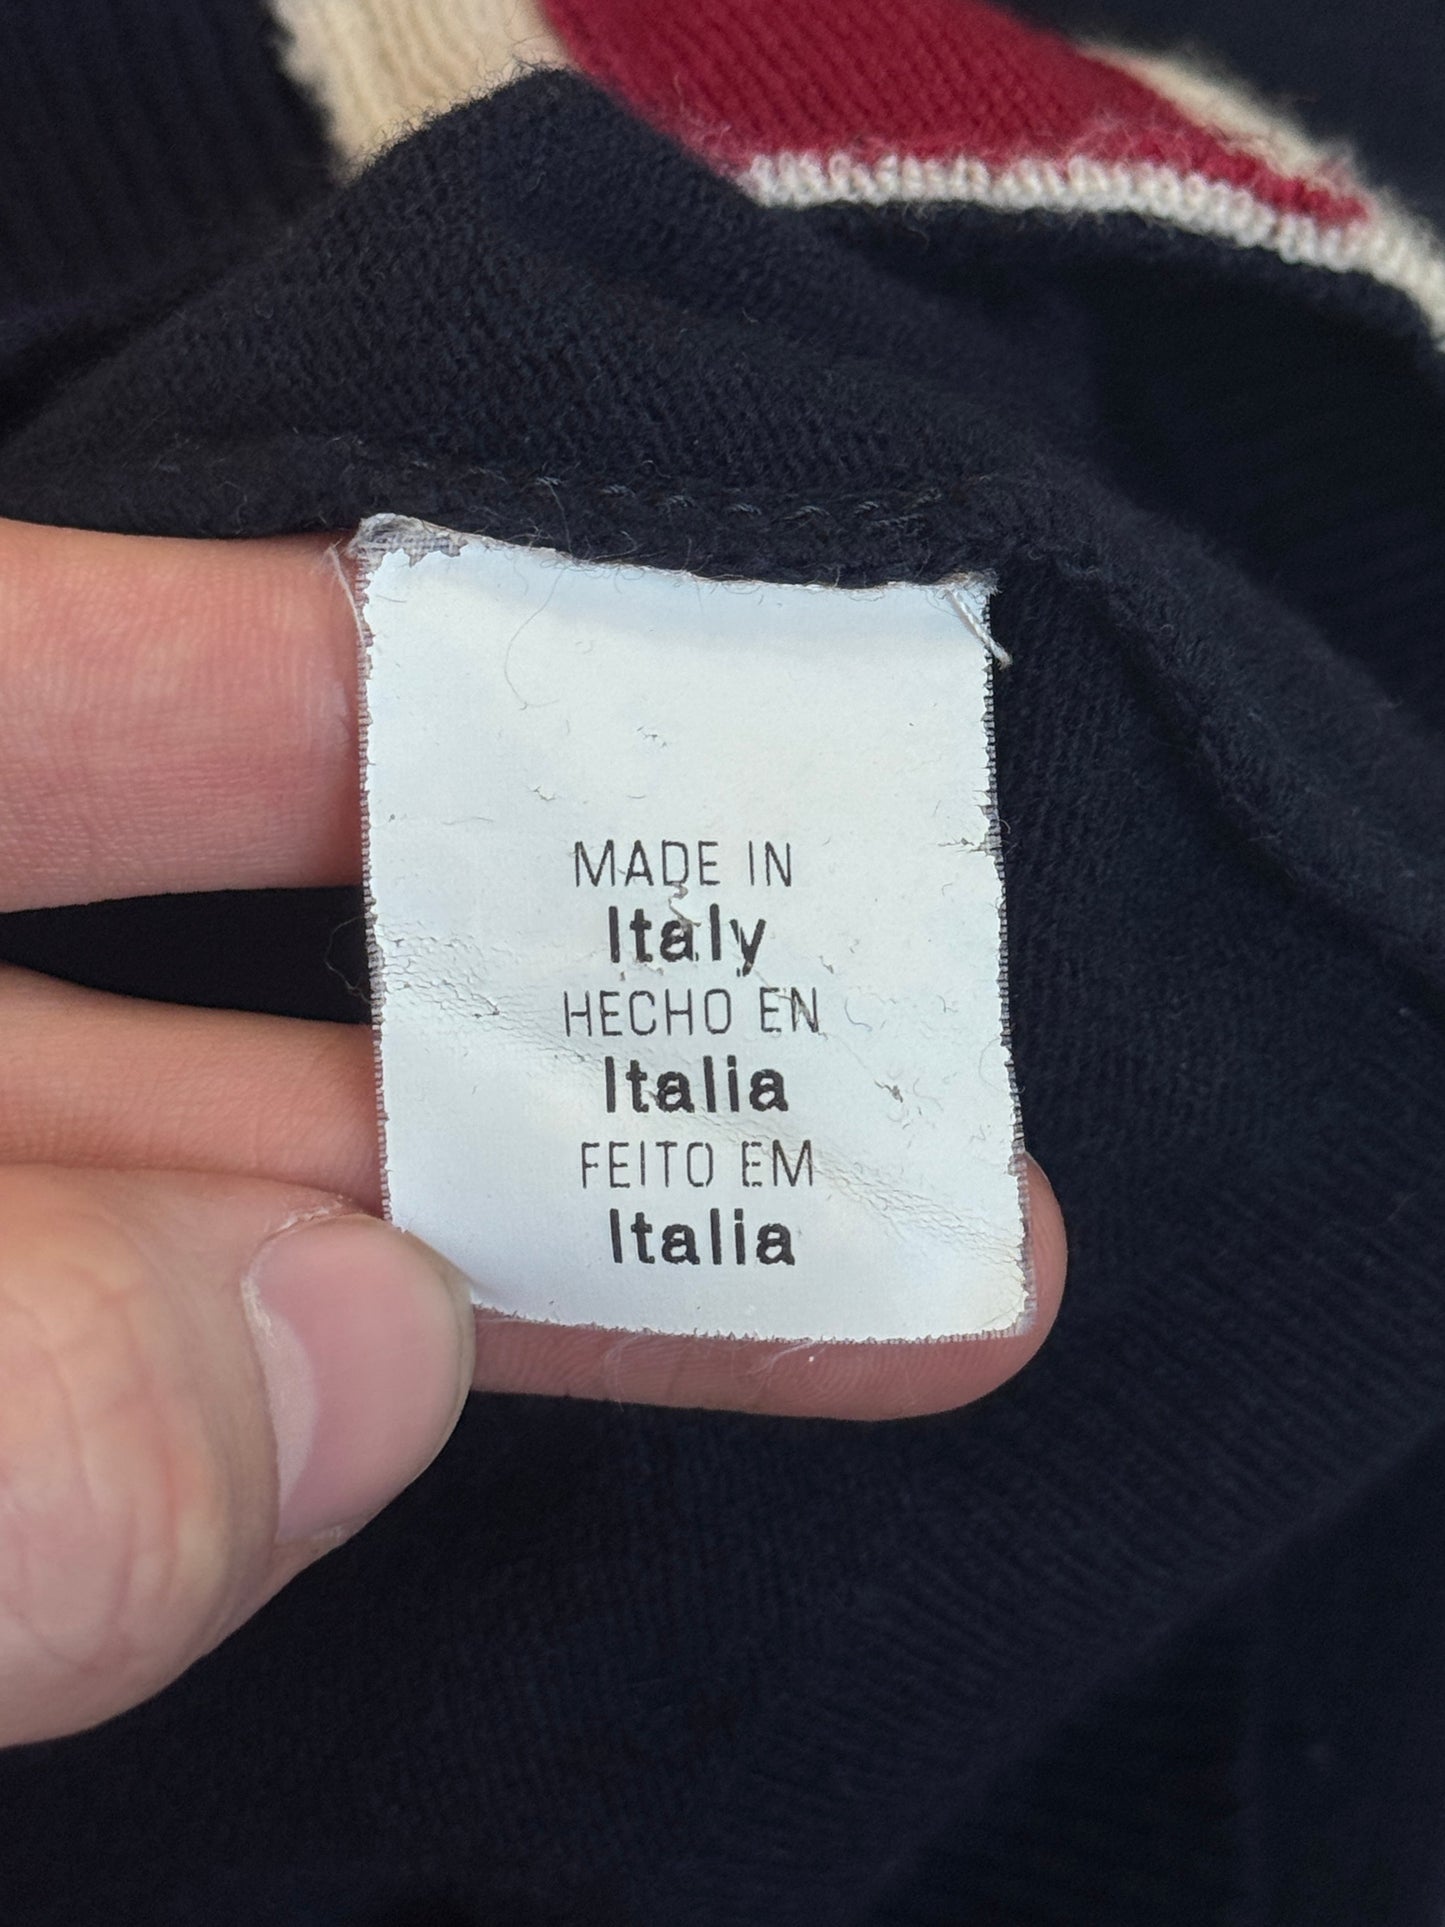 MADE IN
Italy
HECHO EN
Italia
FEITO EM
Italia